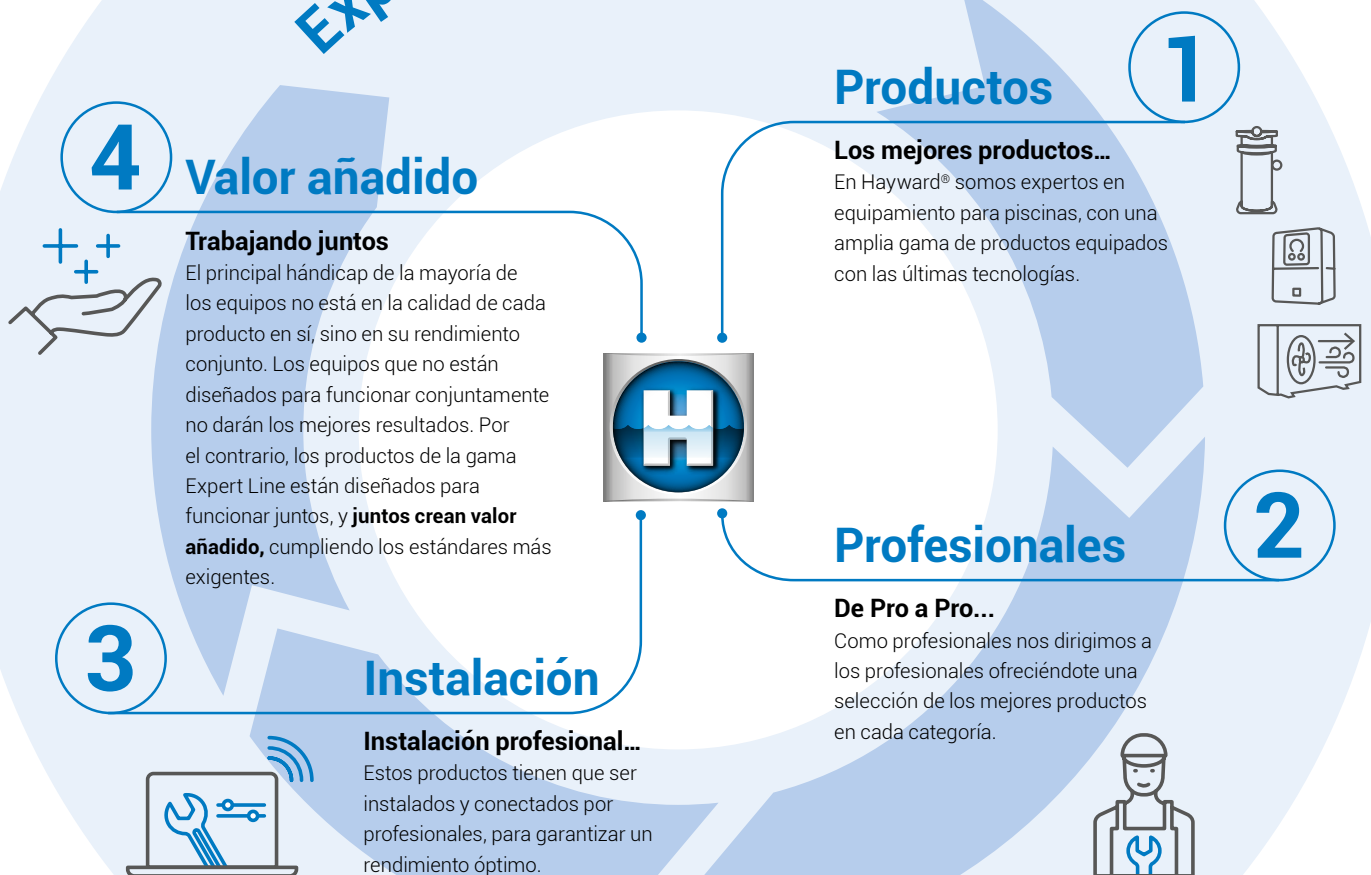 Exp
1
Productos
Los mejores productos…
En Hayward® somos expertos en
equipamiento para piscinas, con una
amplia gama de productos equipados
con las últimas tecnologías.
2
Profesionales
De Pro a Pro...
Como profesionales nos dirigimos a
los profesionales ofreciéndote una
selección de los mejores productos
en cada categoría.
3
Instalación
Instalación profesional…
Estos productos tienen que ser
instalados y conectados por
profesionales, para garantizar un
rendimiento óptimo.
4
Valor añadido
Trabajando juntos
El principal hándicap de la mayoría de
los equipos no está en la calidad de cada
producto en sí, sino en su rendimiento
conjunto. Los equipos que no están
diseñados para funcionar conjuntamente
no darán los mejores resultados. Por
el contrario, los productos de la gama
Expert Line están diseñados para
funcionar juntos, y juntos crean valor
añadido, cumpliendo los estándares más
exigentes.
H